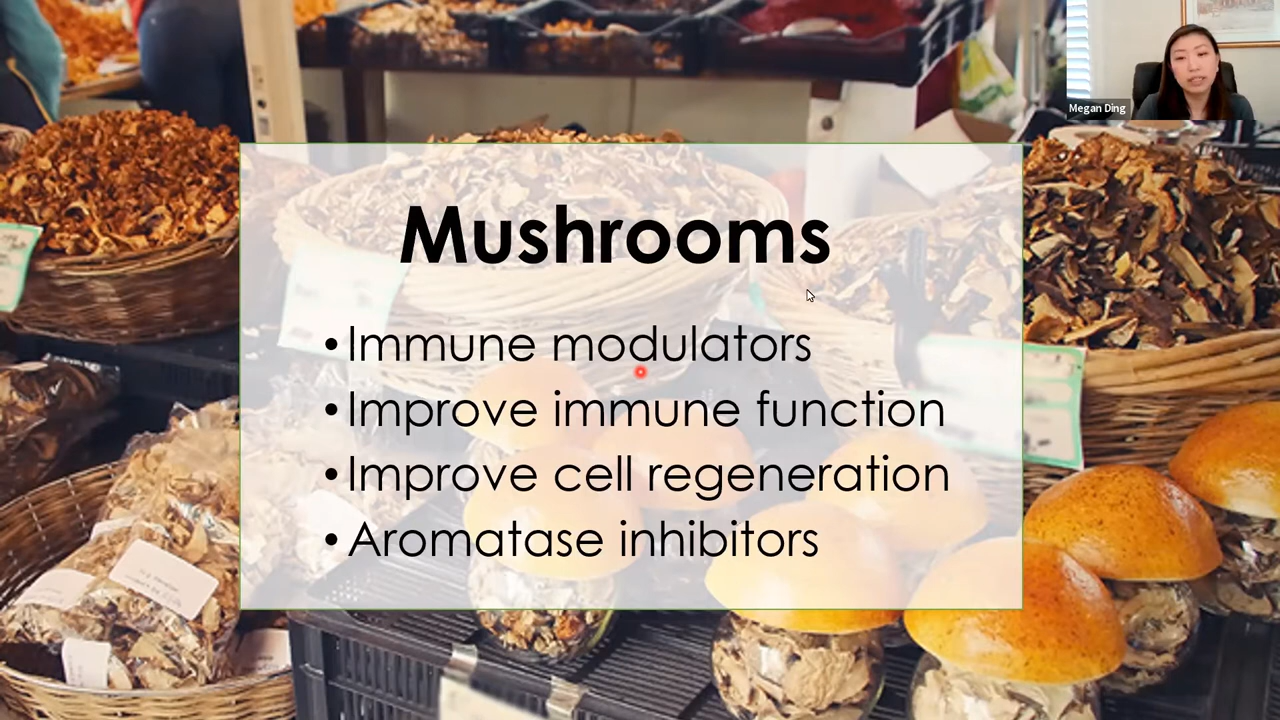 Megan Ding
Mushrooms
• Immune modulators
• Improve immune function
• Improve cell regeneration
• Aromatase inhibitors